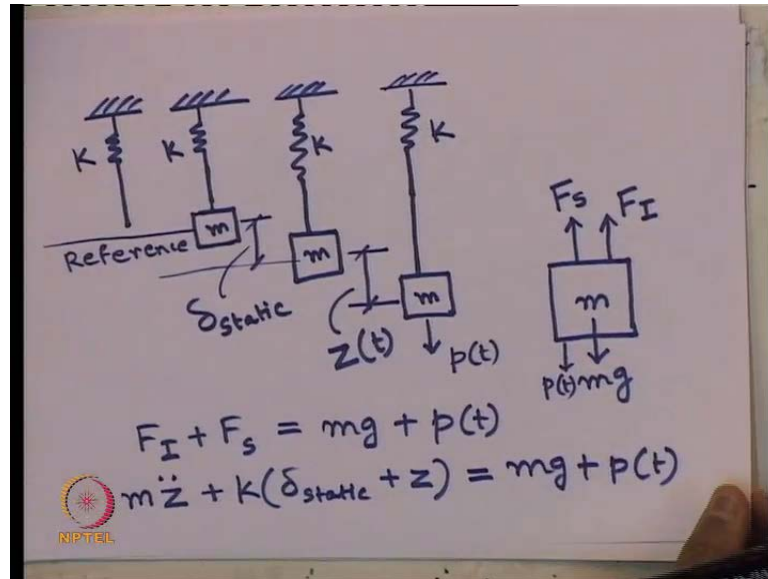 K
K
K
K
m
Reference
m
δstatic
m
z(t)
p(t)
Fs
FI
m
p(t) mg
FI + Fs = mg + p(t)
mz̈ + K(δstatic + z) = mg + p(t)
NPTEL